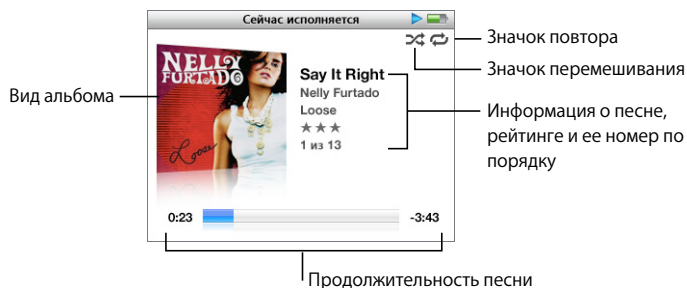 Сейчас исполняется
Значок повтора
Значок перемешивания
NELLY
FURTADO
Loose
Say It Right
Nelly Furtado
Loose
★★★
1 из 13
Вид альбома
Информация о песне,
рейтинге и ее номер по
порядку
0:23
-3:43
Продолжительность песни